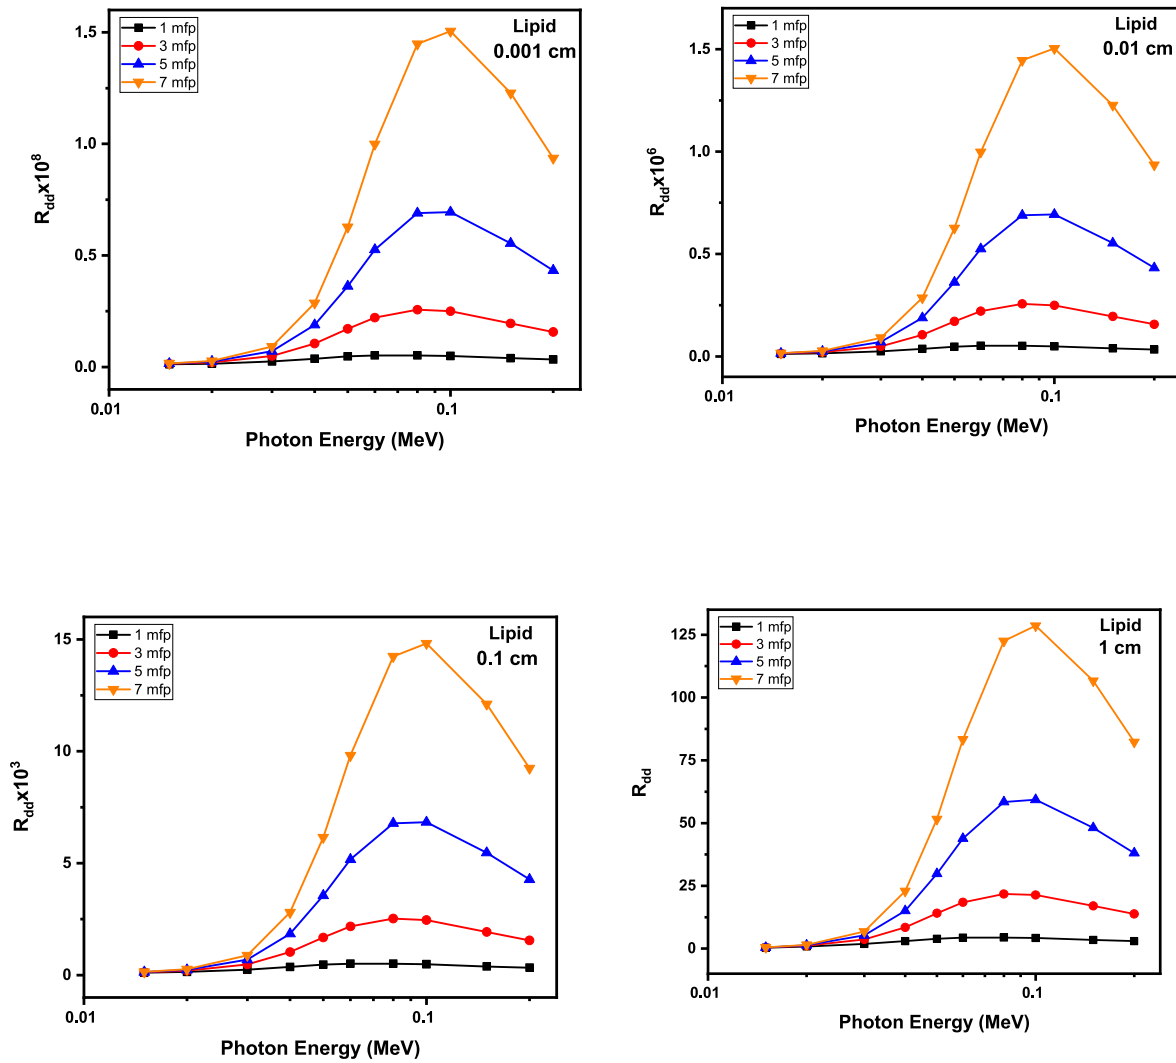 1 mfp
3 mfp
5 mfp
7 mfp
Lipid
0.001 cm
1.5
1.0
0.5
0.0
R_dd x10^8
0.01
0.1
Photon Energy (MeV)
1 mfp
3 mfp
5 mfp
7 mfp
Lipid
0.01 cm
1.5
1.0
0.5
0.0
R_dd x10^6
0.01
0.1
Photon Energy (MeV)
1 mfp
3 mfp
5 mfp
7 mfp
Lipid
0.1 cm
15
10
5
0
R_dd x10^3
0.01
0.1
Photon Energy (MeV)
1 mfp
3 mfp
5 mfp
7 mfp
Lipid
1 cm
125
100
75
50
25
0
R_dd
0.01
0.1
Photon Energy (MeV)